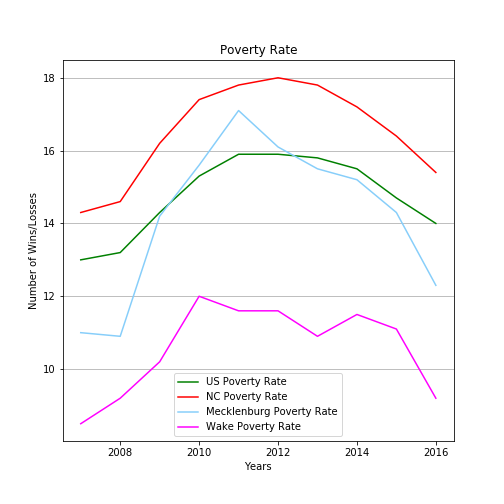 Poverty Rate
18
16
14
12
10
Number of Wins/Losses
US Poverty Rate
NC Poverty Rate
Mecklenburg Poverty Rate
Wake Poverty Rate
2008 2010 2012 2014 2016
Years